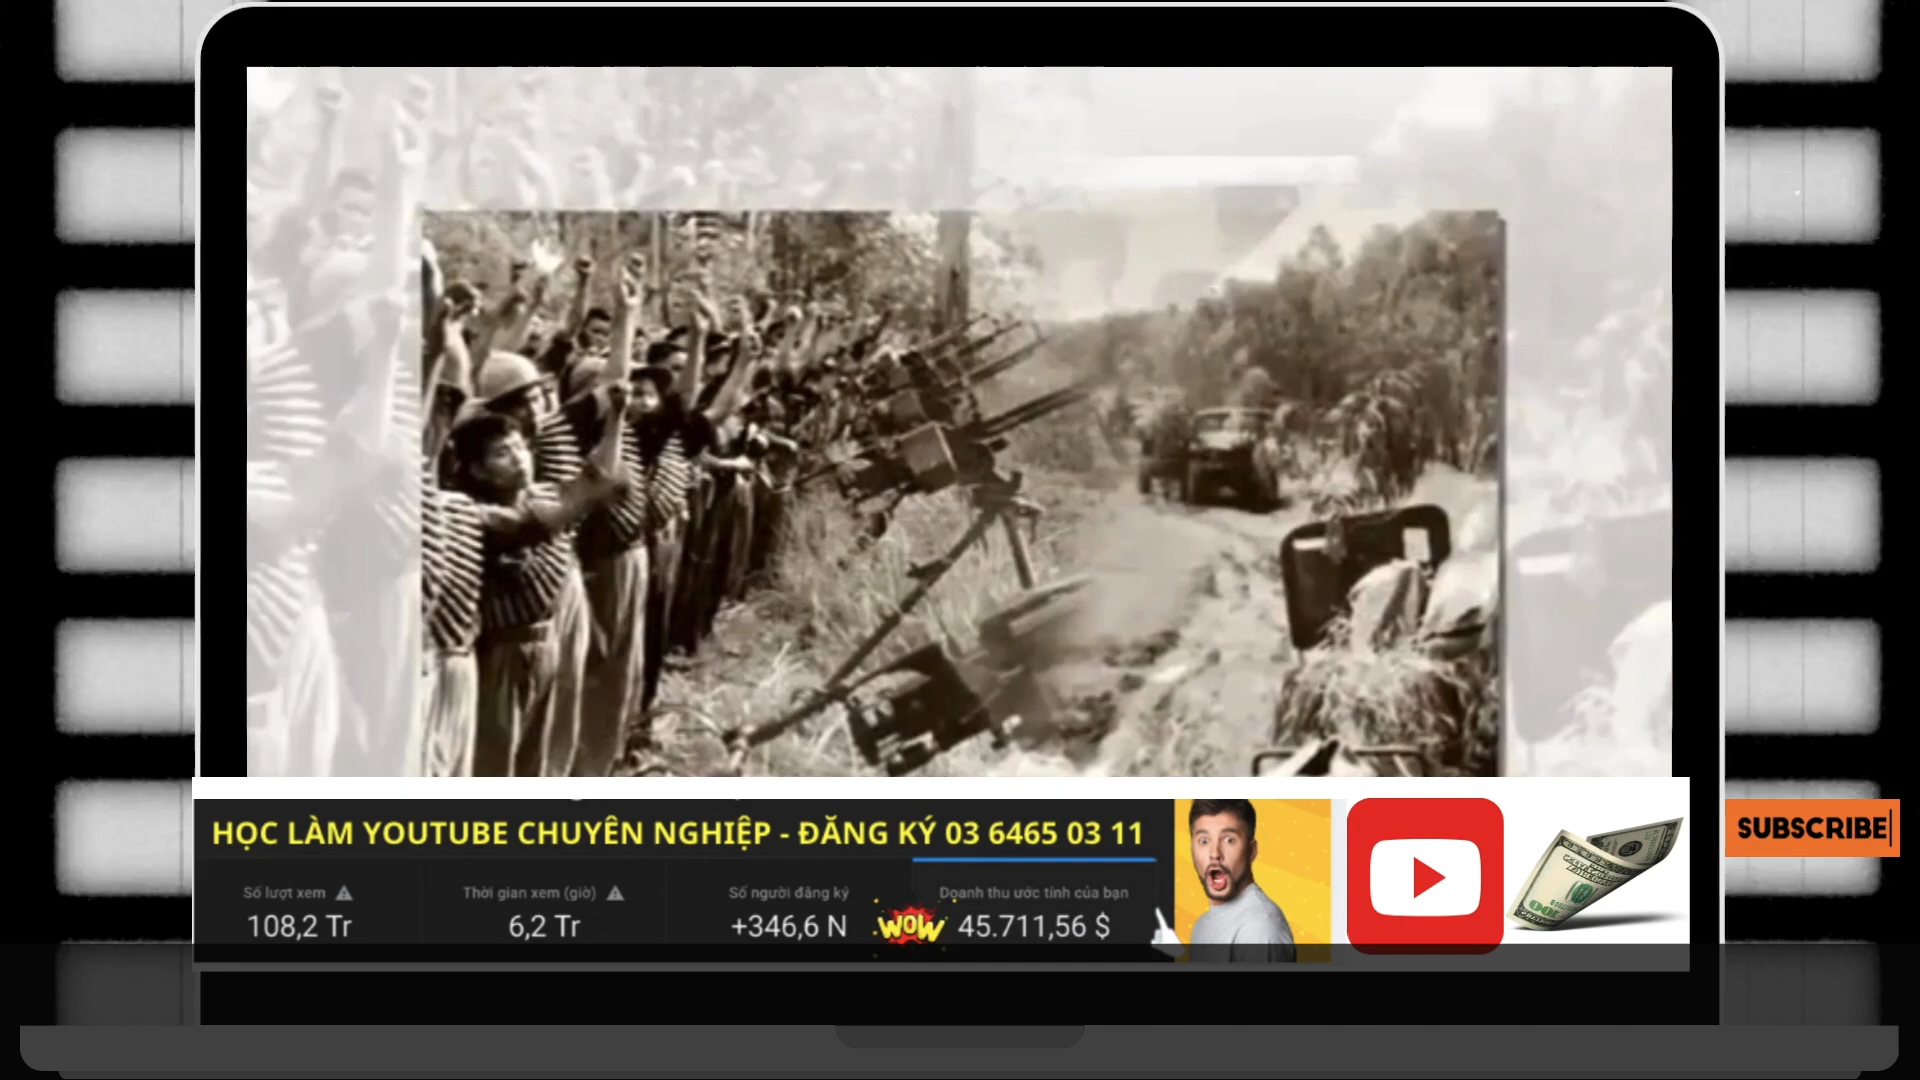 HỌC LÀM YOUTUBE CHUYÊN NGHIỆP - ĐĂNG KÝ 03 6465 03 11
SUBSCRIBE
Số lượt xem
Thời gian xem (giờ)
Số người đăng ký
Doanh thu ước tính của bạn
108,2 Tr
6,2 Tr
+346,6 N
WOW
45.711,56 $
100